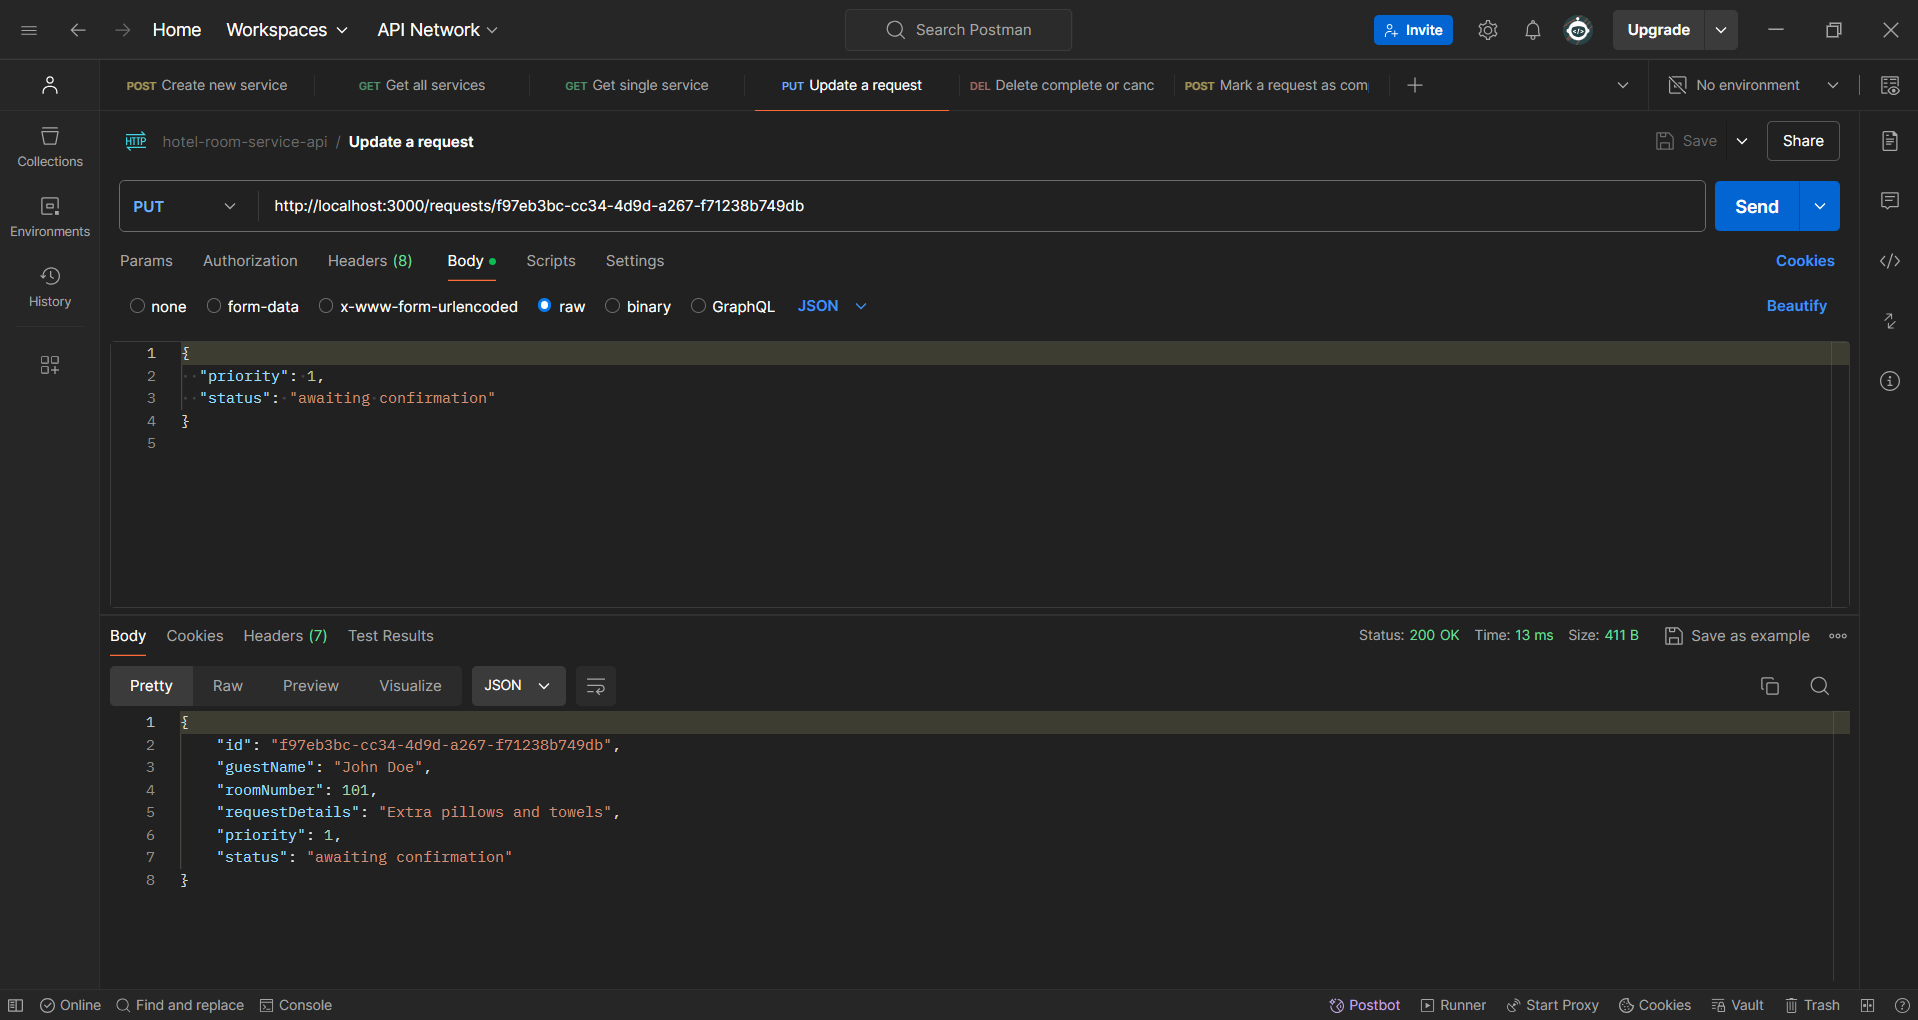 Home Workspaces API Network Search Postman Invite Upgrade
POST Create new service GET Get all services GET Get single service PUT Update a request DEL Delete complete or canc POST Mark a request as com No environment
HTTP hotel-room-service-api / Update a request Save Share
Collections
Environments
History
PUT http://localhost:3000/requests/f97eb3bc-cc34-4d9d-a267-f71238b749db Send
Params Authorization Headers (8) Body Scripts Settings Cookies
none form-data x-www-form-urlencoded raw binary GraphQL JSON Beautify
1 {
2 "priority": 1,
3 "status": "awaiting confirmation"
4 }
5
Body Cookies Headers (7) Test Results Status: 200 OK Time: 13 ms Size: 411 B Save as example
Pretty Raw Preview Visualize JSON
1 {
2 "id": "f97eb3bc-cc34-4d9d-a267-f71238b749db",
3 "guestName": "John Doe",
4 "roomNumber": 101,
5 "requestDetails": "Extra pillows and towels",
6 "priority": 1,
7 "status": "awaiting confirmation"
8 }
Online Find and replace Console Postbot Runner Start Proxy Cookies Vault Trash